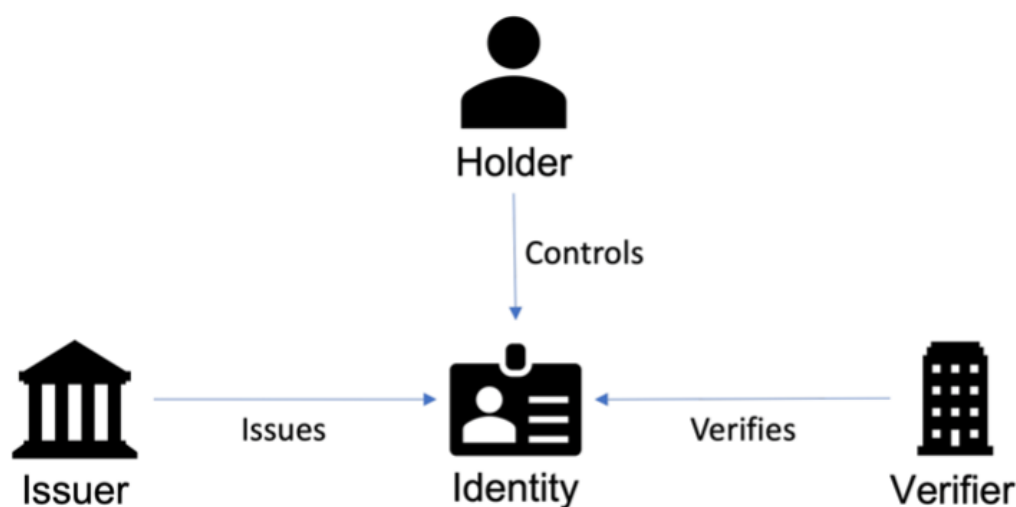 Holder
Controls
Issues
Verifies
Issuer
Identity
Verifier